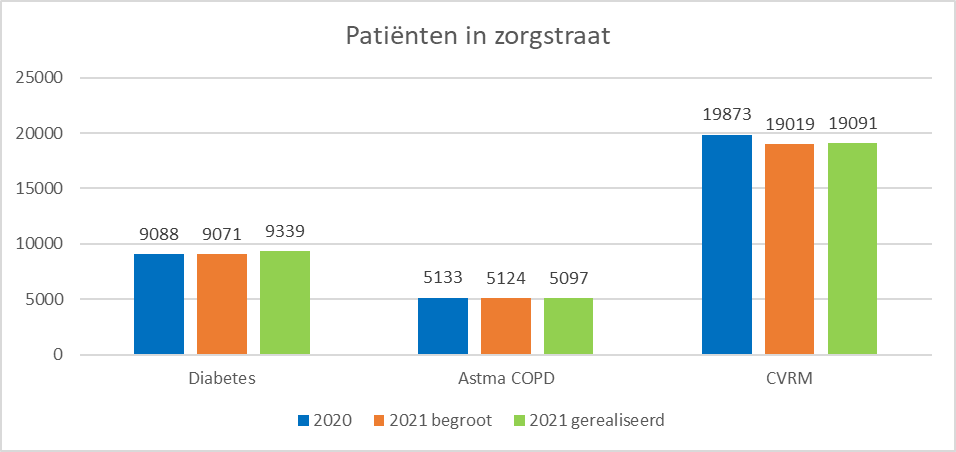 Patiënten in zorgstraat
25000
20000
15000
10000
5000
0
9088 9071 9339
5133 5124 5097
19873 19019 19091
Diabetes Astma COPD CVRM
2020 2021 begroot 2021 gerealiseerd